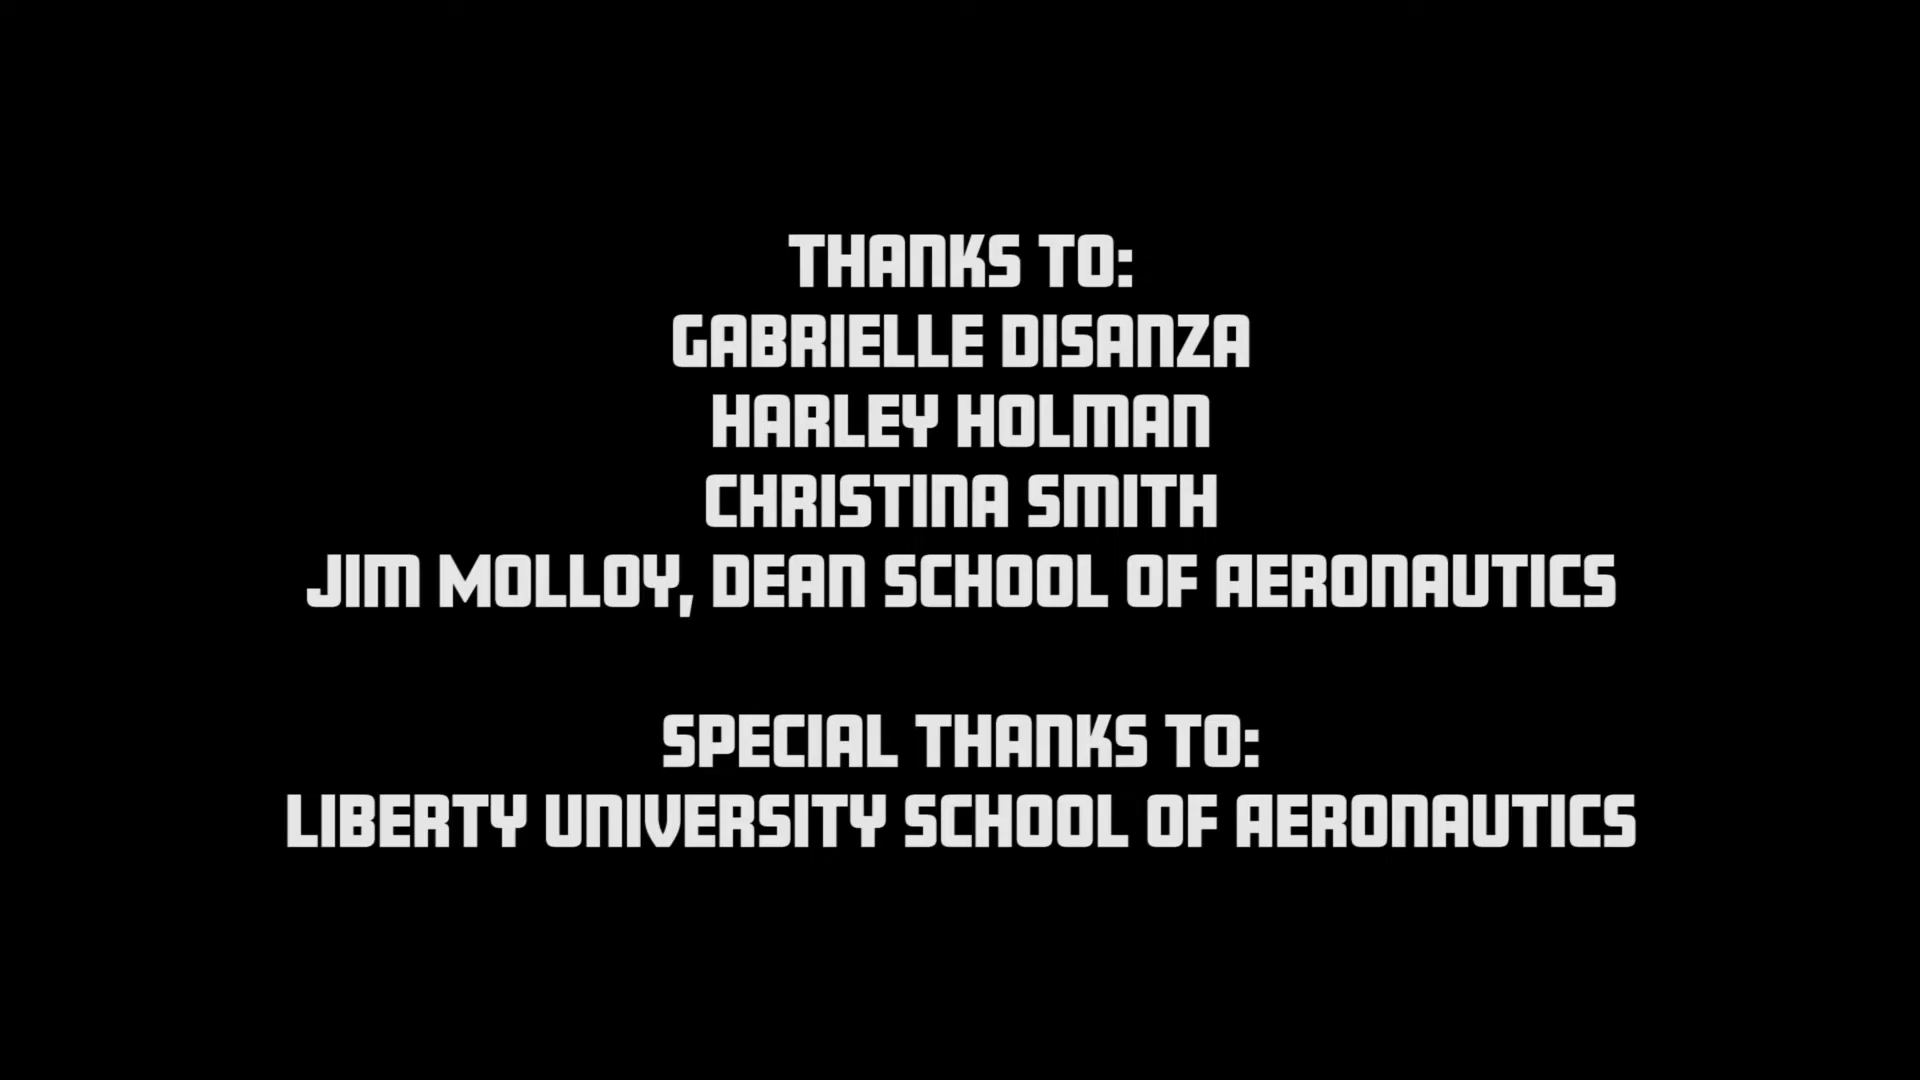 THANKS TO:
GABRIELLE DISANZA
HARLEY HOLMAN
CHRISTINA SMITH
JIM MOLLOY, DEAN SCHOOL OF AERONAUTICS
SPECIAL THANKS TO:
LIBERTY UNIVERSITY SCHOOL OF AERONAUTICS